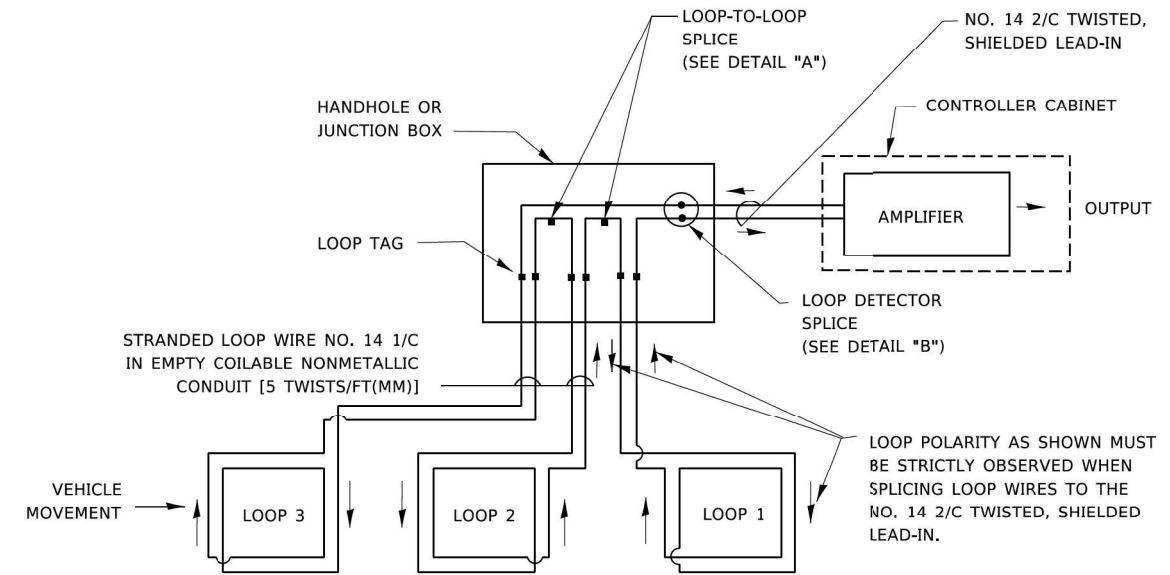 LOOP-TO-LOOP
SPLICE
(SEE DETAIL "A")
NO. 14 2/C TWISTED,
SHIELDED LEAD-IN
HANDHOLE OR
JUNCTION BOX
CONTROLLER CABINET
AMPLIFIER
OUTPUT
LOOP TAG
LOOP DETECTOR
SPLICE
(SEE DETAIL "B")
STRANDED LOOP WIRE NO. 14 1/C
IN EMPTY COILABLE NONMETALLIC
CONDUIT [5 TWISTS/FT(MM)]
LOOP POLARITY AS SHOWN MUST
BE STRICTLY OBSERVED WHEN
SPLICING LOOP WIRES TO THE
NO. 14 2/C TWISTED, SHIELDED
LEAD-IN.
VEHICLE
MOVEMENT
LOOP 3
LOOP 2
LOOP 1